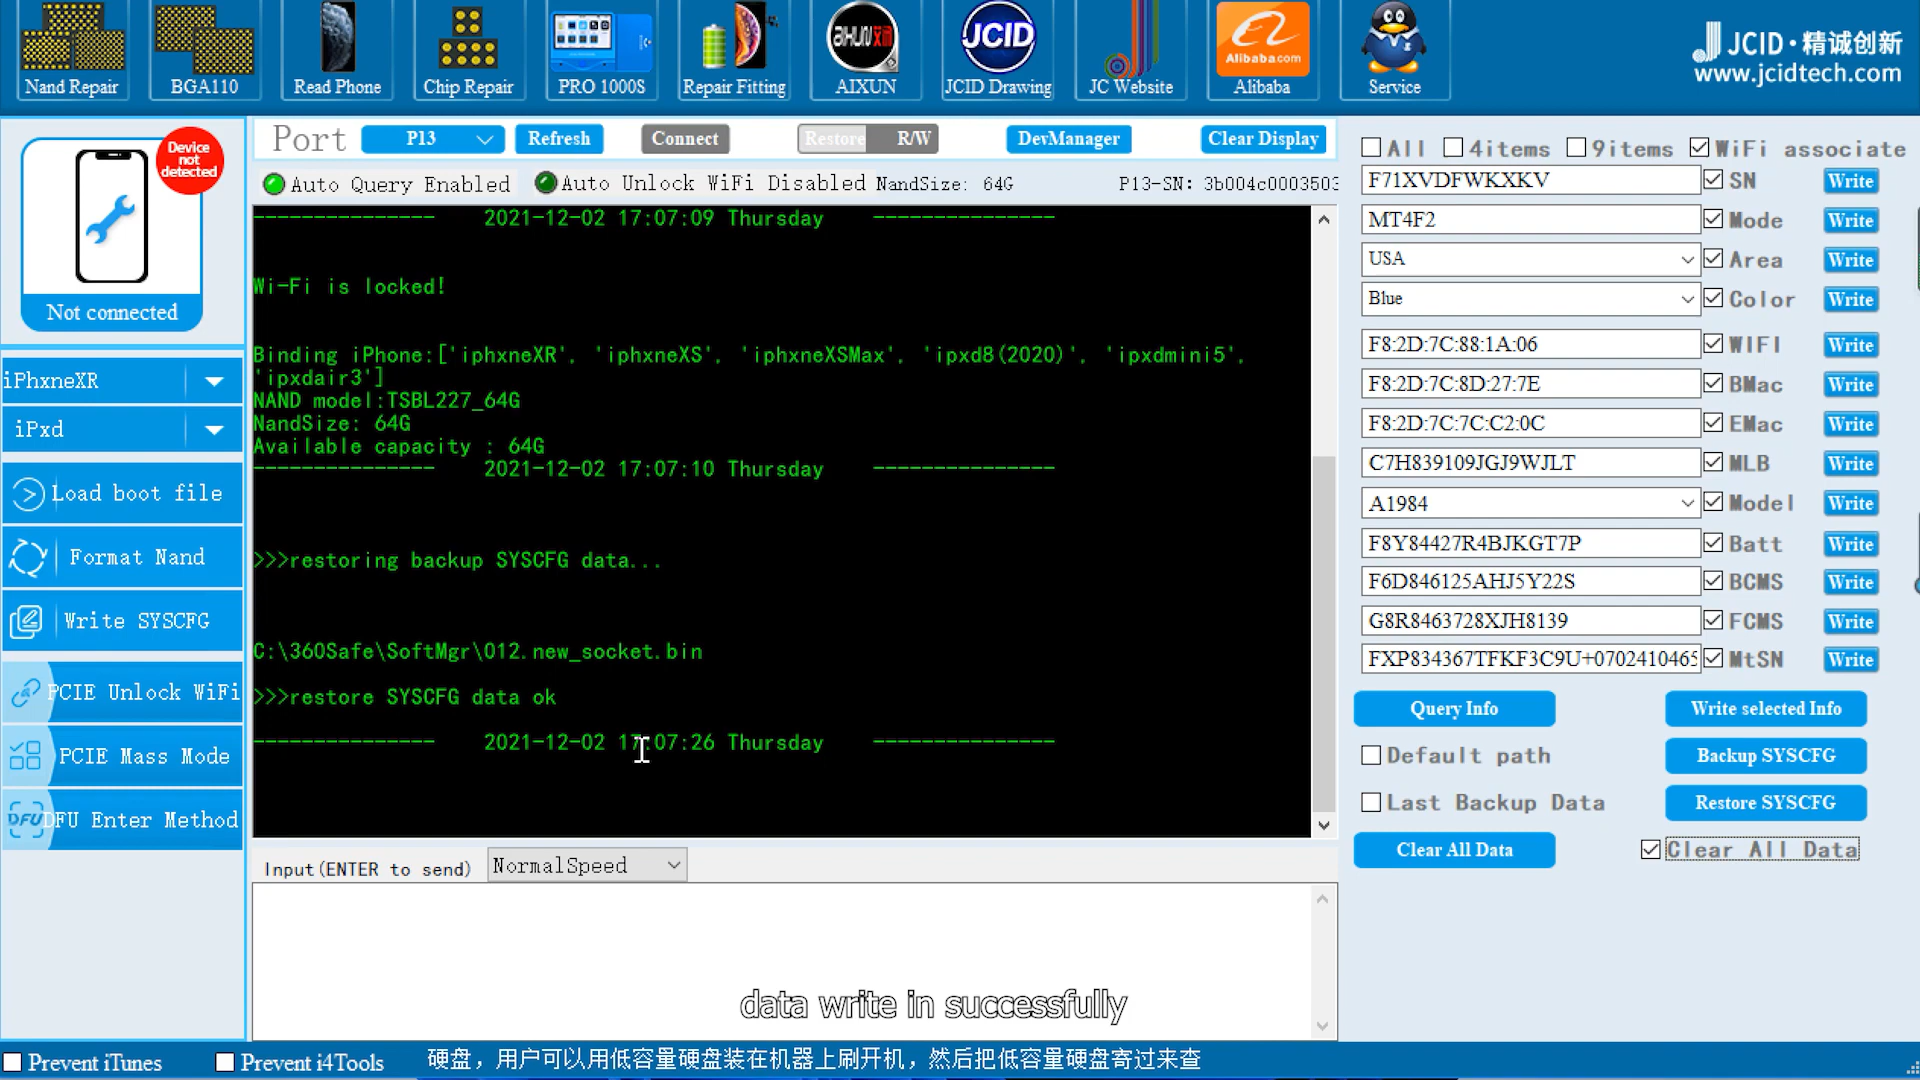 Nand Repair
BGA110
Read Phone
Chip Repair
PRO 1000S
Repair Fitting
AIXUN
AIXUN
JCID
JCID Drawing
JC Website
Alibaba.com
Alibaba
Service
JCID·精诚创新
www.jcidtech.com
Device
not
detected
Not connected
iPhxneXR
iPxd
Load boot file
Format Nand
Write SYSCFG
PCIE Unlock WiFi
PCIE Mass Mode
DFU
DFU Enter Method
Port P13 Refresh Connect Restore R/W DevManager Clear Display
Auto Query Enabled Auto Unlock WiFi Disabled NandSize: 64G P13-SN: 3b004c0003503
--------------- 2021-12-02 17:07:09 Thursday ---------------
Wi-Fi is locked!
Binding iPhone:['iphxneXR', 'iphxneXS', 'iphxneXSMax', 'ipxd8(2020)', 'ipxdmini5',
'ipxdair3']
NAND model:TSBL227_64G
NandSize: 64G
Available capacity : 64G
--------------- 2021-12-02 17:07:10 Thursday ---------------
>>>restoring backup SYSCFG data...
C:\360Safe\SoftMgr\012.new_socket.bin
>>>restore SYSCFG data ok
--------------- 2021-12-02 17:07:26 Thursday ---------------
Input(ENTER to send) NormalSpeed
data write in successfully
All 4items 9items WiFi associate
F71XVDFWKXKV SN Write
MT4F2 Mode Write
USA Area Write
Blue Color Write
F8:2D:7C:88:1A:06 WIFI Write
F8:2D:7C:8D:27:7E BMac Write
F8:2D:7C:7C:C2:0C EMac Write
C7H839109JGJ9WJLT MLB Write
A1984 Model Write
F8Y84427R4BJKGT7P Batt Write
F6D846125AHJ5Y22S BCMS Write
G8R8463728XJH8139 FCMS Write
FXP834367TFKF3C9U+0702410465 MtSN Write
Query Info Write selected Info
Default path Backup SYSCFG
Last Backup Data Restore SYSCFG
Clear All Data Clear All Data
Prevent iTunes Prevent i4Tools 硬盘，用户可以用低容量硬盘装在机器上刷开机，然后把低容量硬盘寄过来查